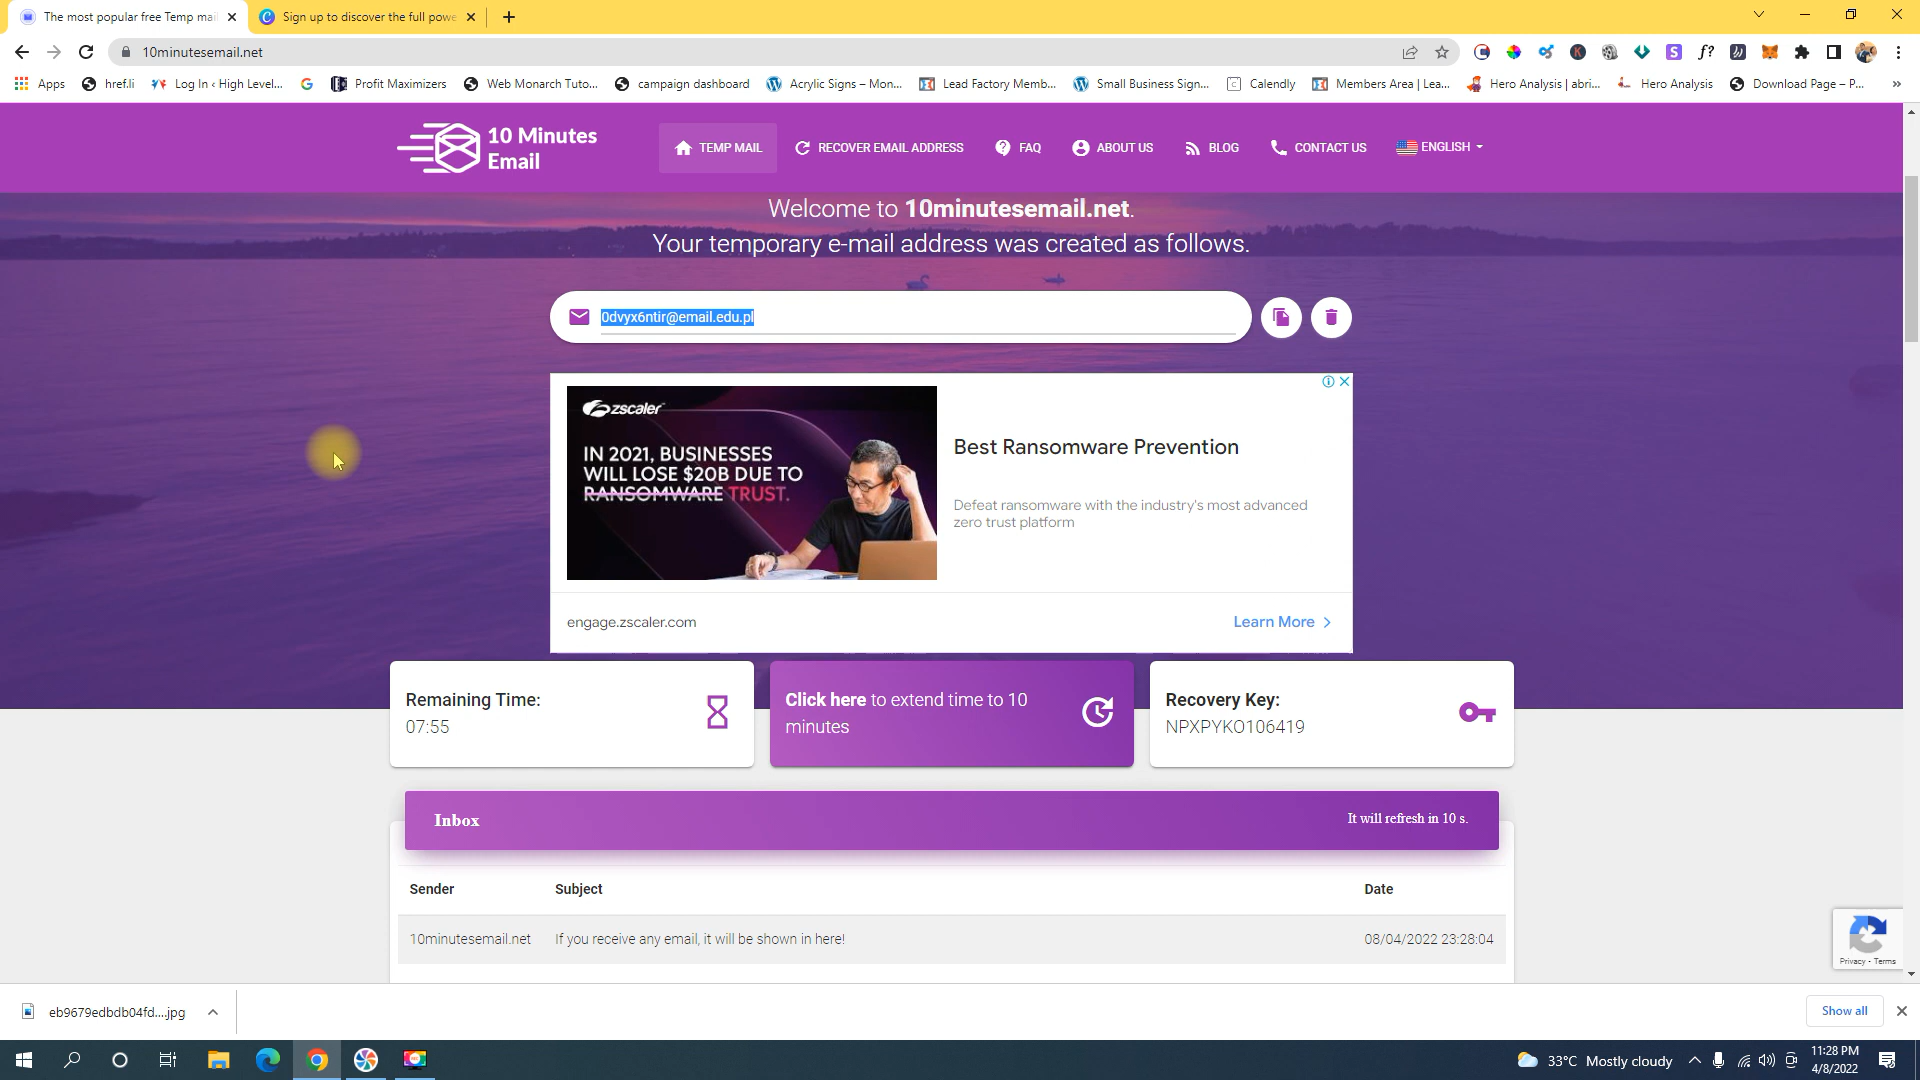 The most popular free Temp mai
Sign up to discover the full powe
10minutesemail.net
Apps
href.li
Log In ‹ High Level...
Profit Maximizers
Web Monarch Tuto...
campaign dashboard
Acrylic Signs – Mon...
Lead Factory Memb...
Small Business Sign...
Calendly
Members Area | Lea...
Hero Analysis | abri...
Hero Analysis
Download Page – P...
10 Minutes
Email
TEMP MAIL
RECOVER EMAIL ADDRESS
FAQ
ABOUT US
BLOG
CONTACT US
ENGLISH
Welcome to 10minutesemail.net.
Your temporary e-mail address was created as follows.
0dvyx6ntir@email.edu.pl
zscaler
IN 2021, BUSINESSES
WILL LOSE $20B DUE TO
RANSOMWARE TRUST.
Best Ransomware Prevention
Defeat ransomware with the industry's most advanced
zero trust platform
engage.zscaler.com
Learn More
Remaining Time:
07:55
Click here to extend time to 10
minutes
Recovery Key:
NPXPYKO106419
Inbox
It will refresh in 10 s.
Sender
Subject
Date
10minutesemail.net
If you receive any email, it will be shown in here!
08/04/2022 23:28:04
Privacy - Terms
eb9679edbdb04fd....jpg
Show all
33°C Mostly cloudy
11:28 PM
4/8/2022